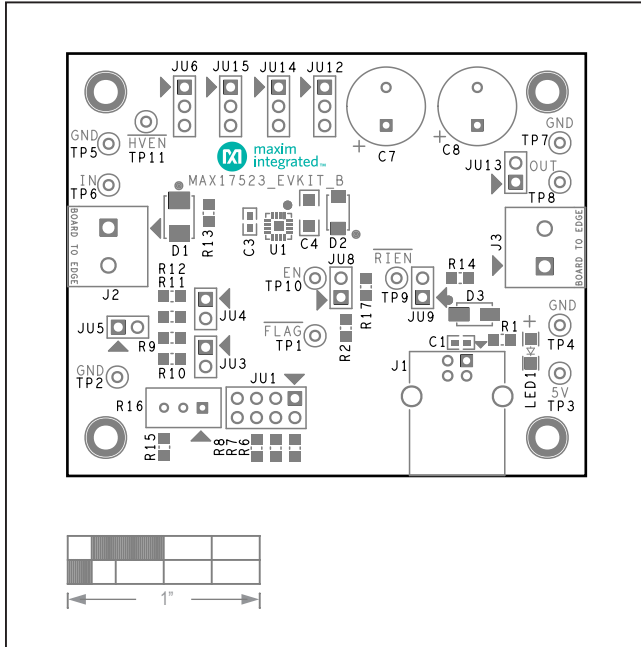 JU6 JU15 JU14 JU12
GND
TP5
HVEN
TP11
maxim
integrated™
C7
C8
GND
TP7
JU13 OUT
TP8
IN
TP6
MAX17523_EVKIT_B
BOARD TO EDGE
J2
D1
R13
C3
U1
C4
D2
J3
BOARD TO EDGE
RIEN
TP9
JU8
EN
TP10
R14
R12
R11
JU4
R17
JU9
D3
GND
TP4
JU5
R9
R10
FLAG
TP1
R2
C1
R1
J1
LED1
GND
TP2
JU3
JU1
5V
TP3
R16
R15
R8
R7
R6
1"